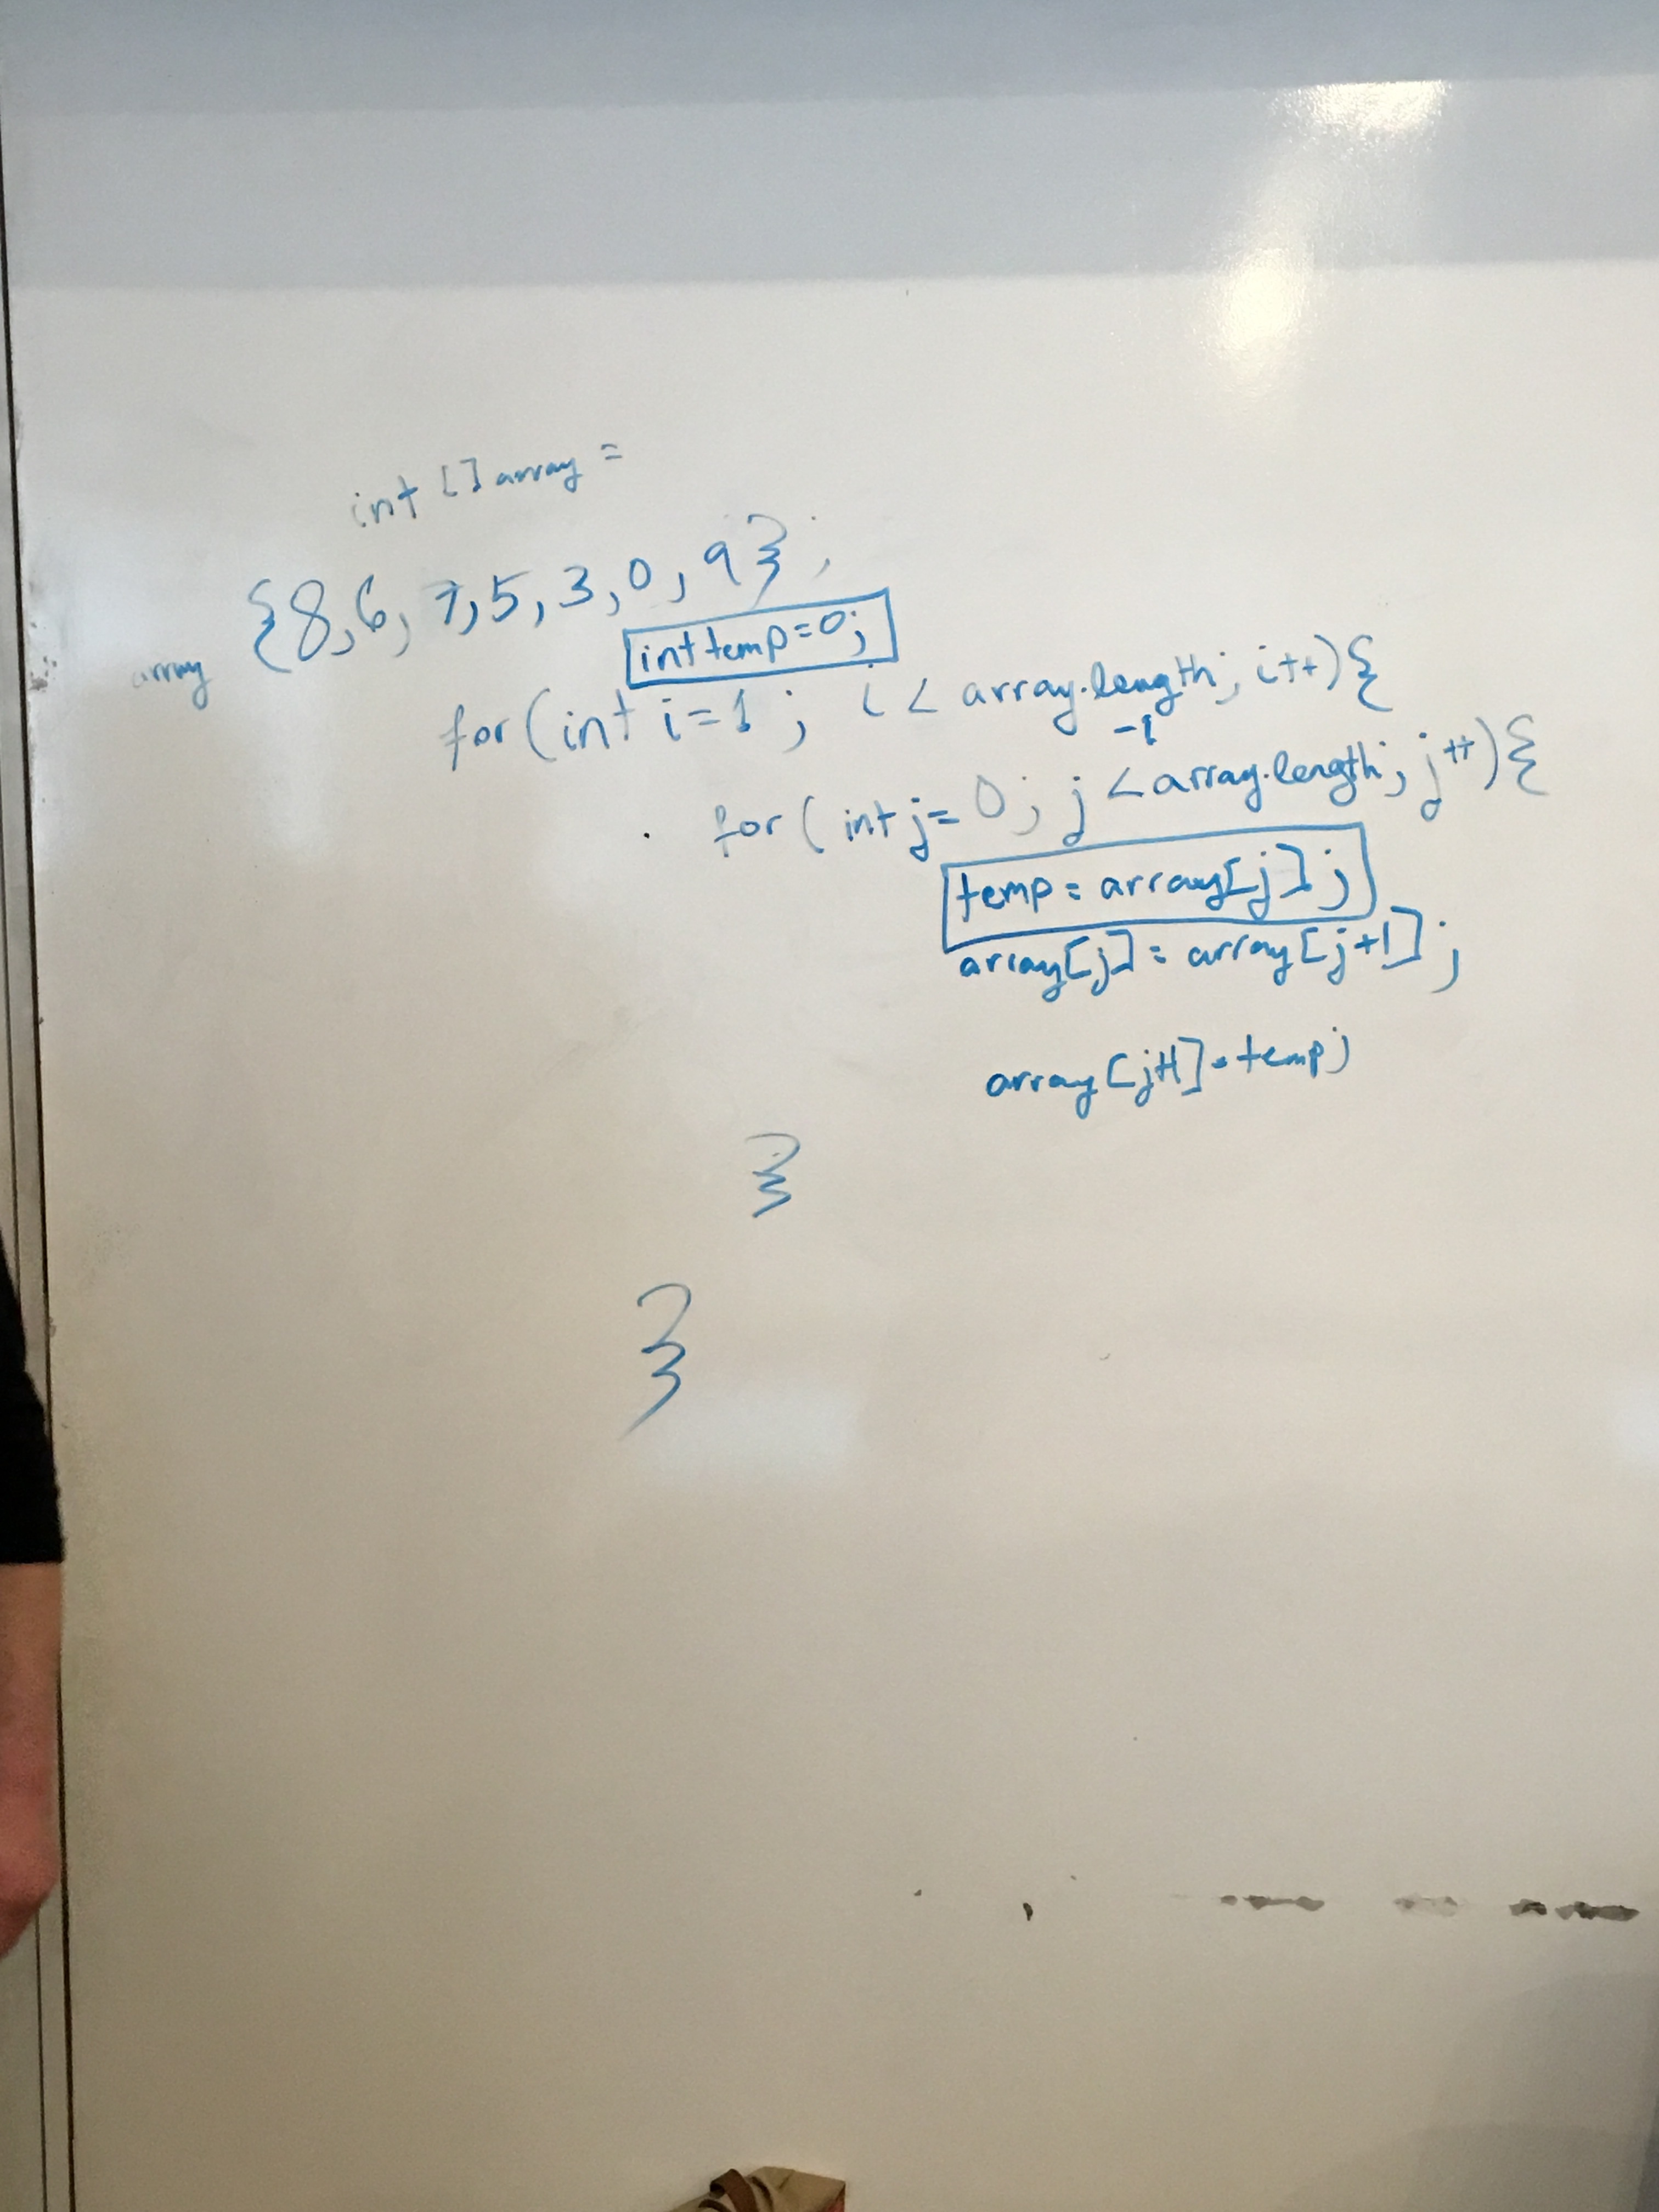 int [] array =
{8,6,7,5,3,0,9};
array
int temp=0;
for(int i=1; i < array.length; i++){
-1
for(int j=0; j<array.length; j++){
temp=array[j];
array[j]=array[j+1];
array[j+1]=temp;
}
}